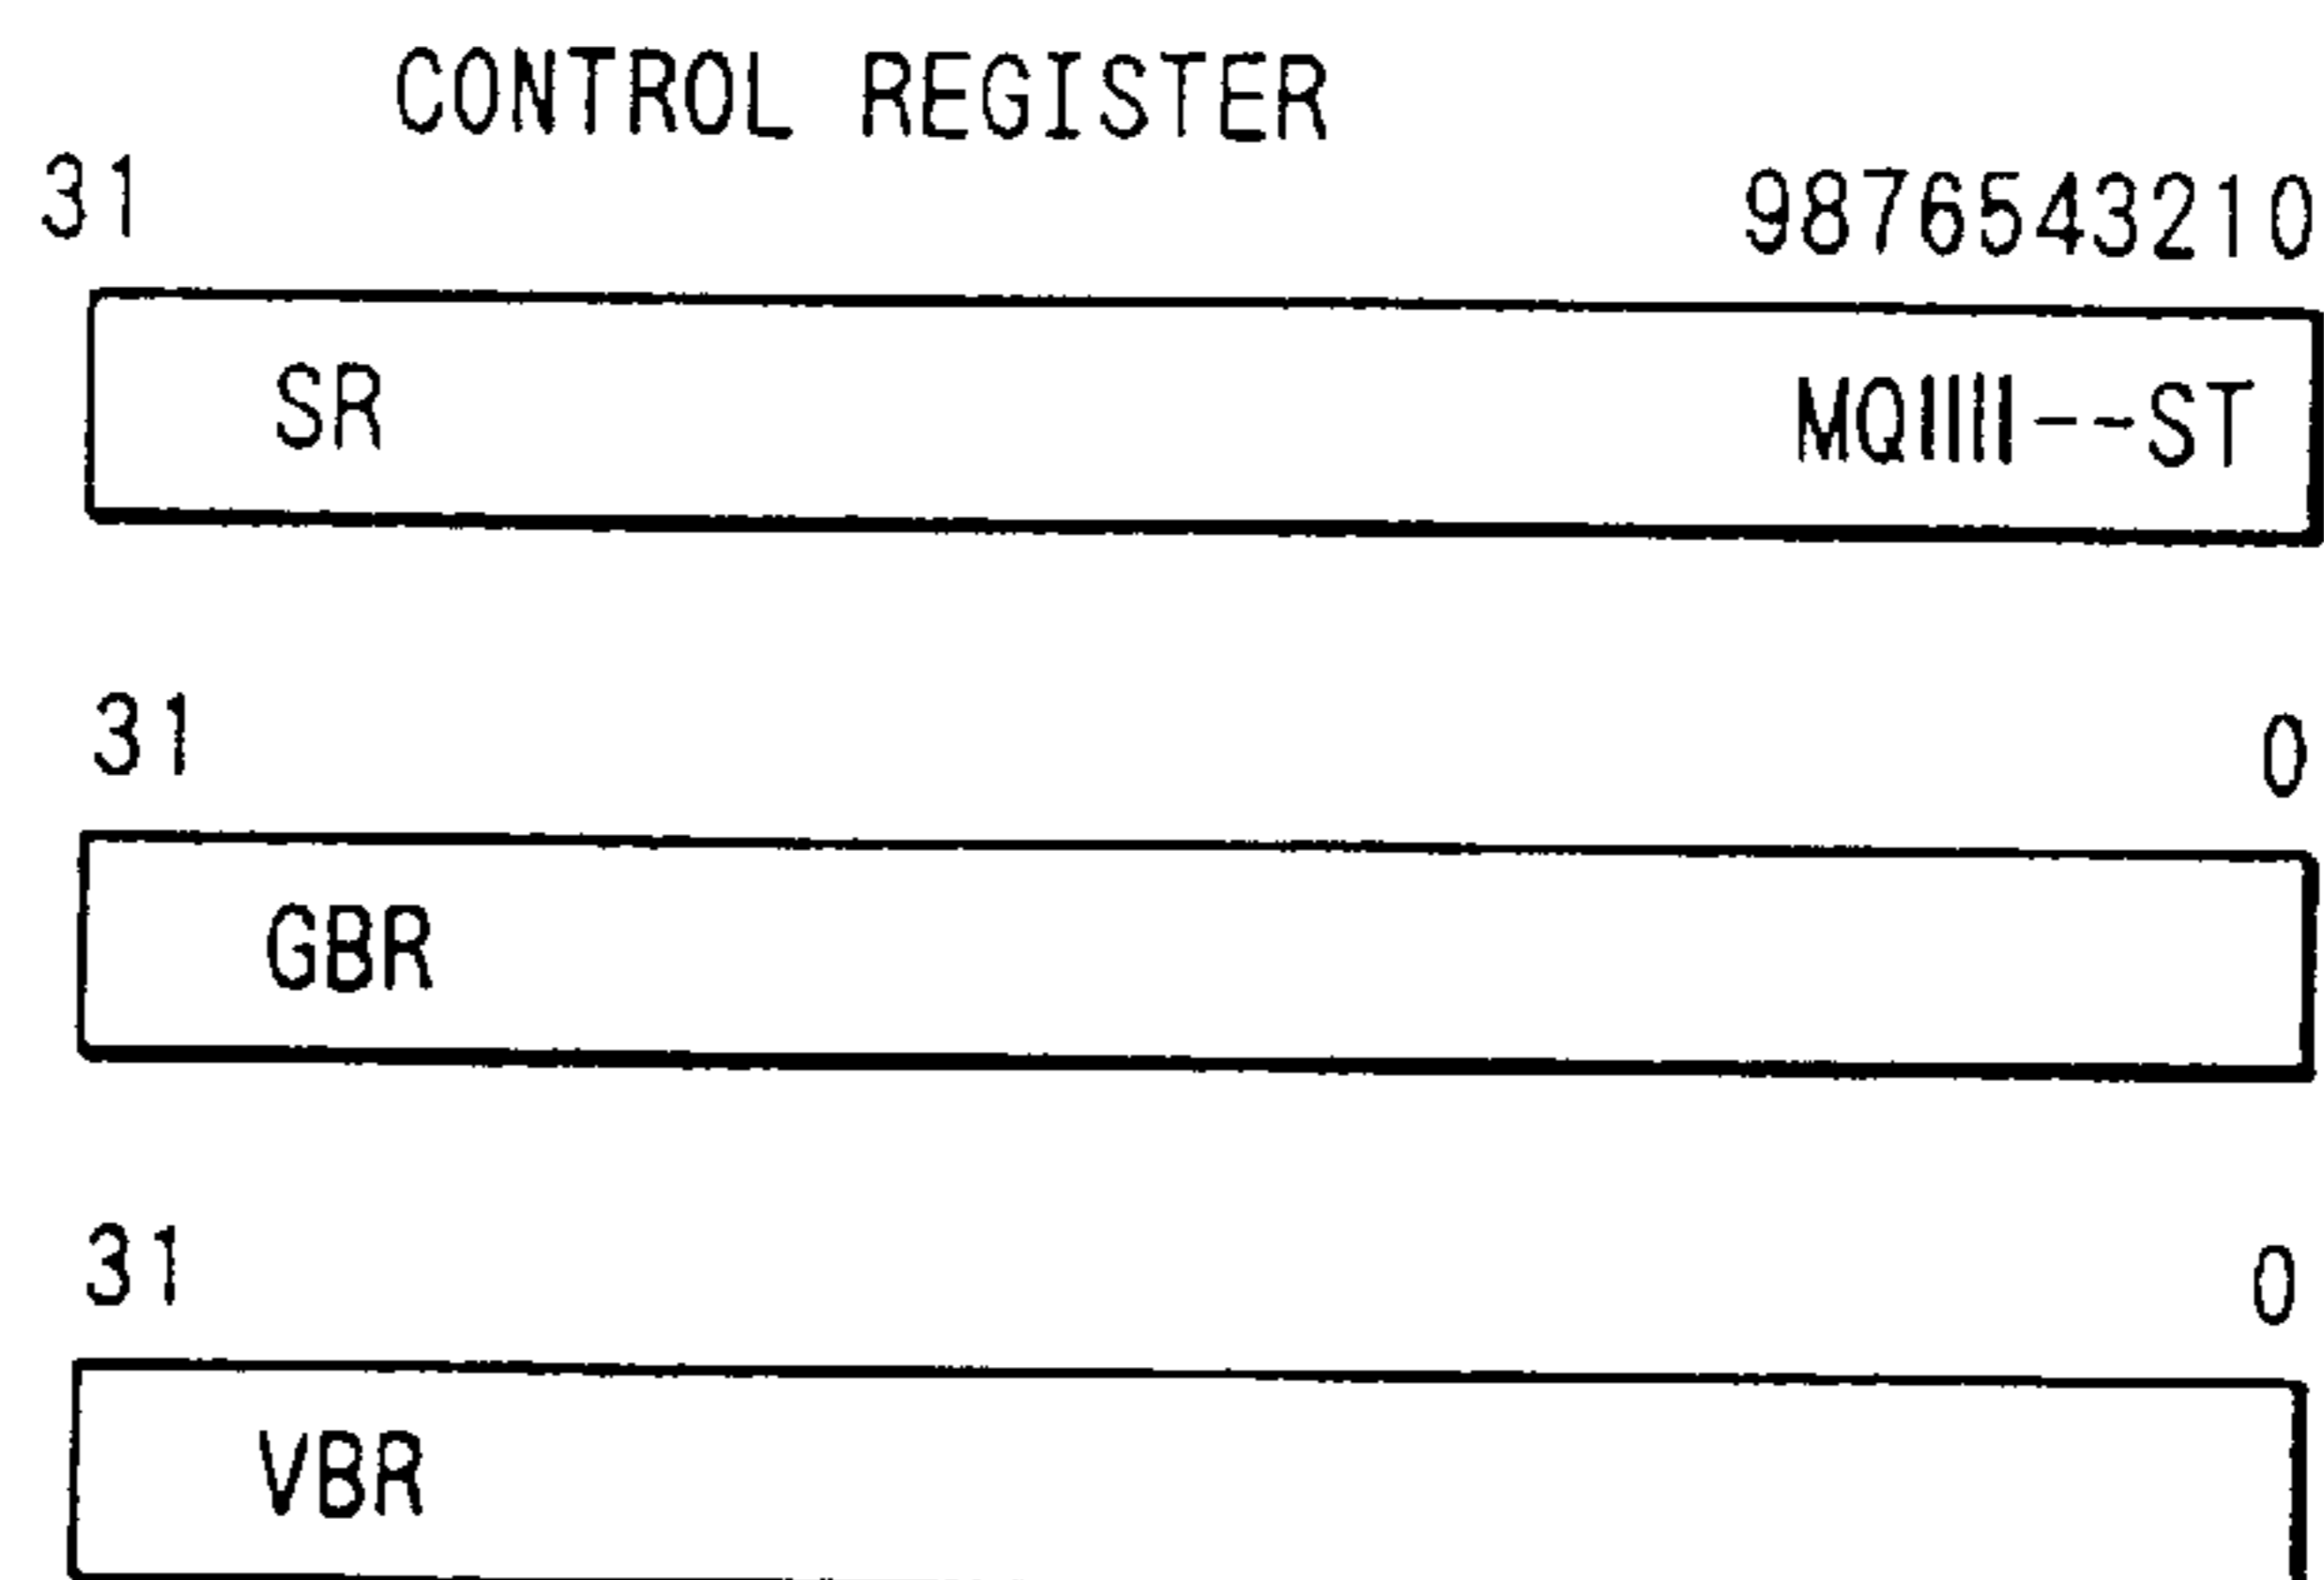 CONTROL REGISTER
31 9876543210
SR MQIIII--ST
31 0
GBR
31 0
VBR